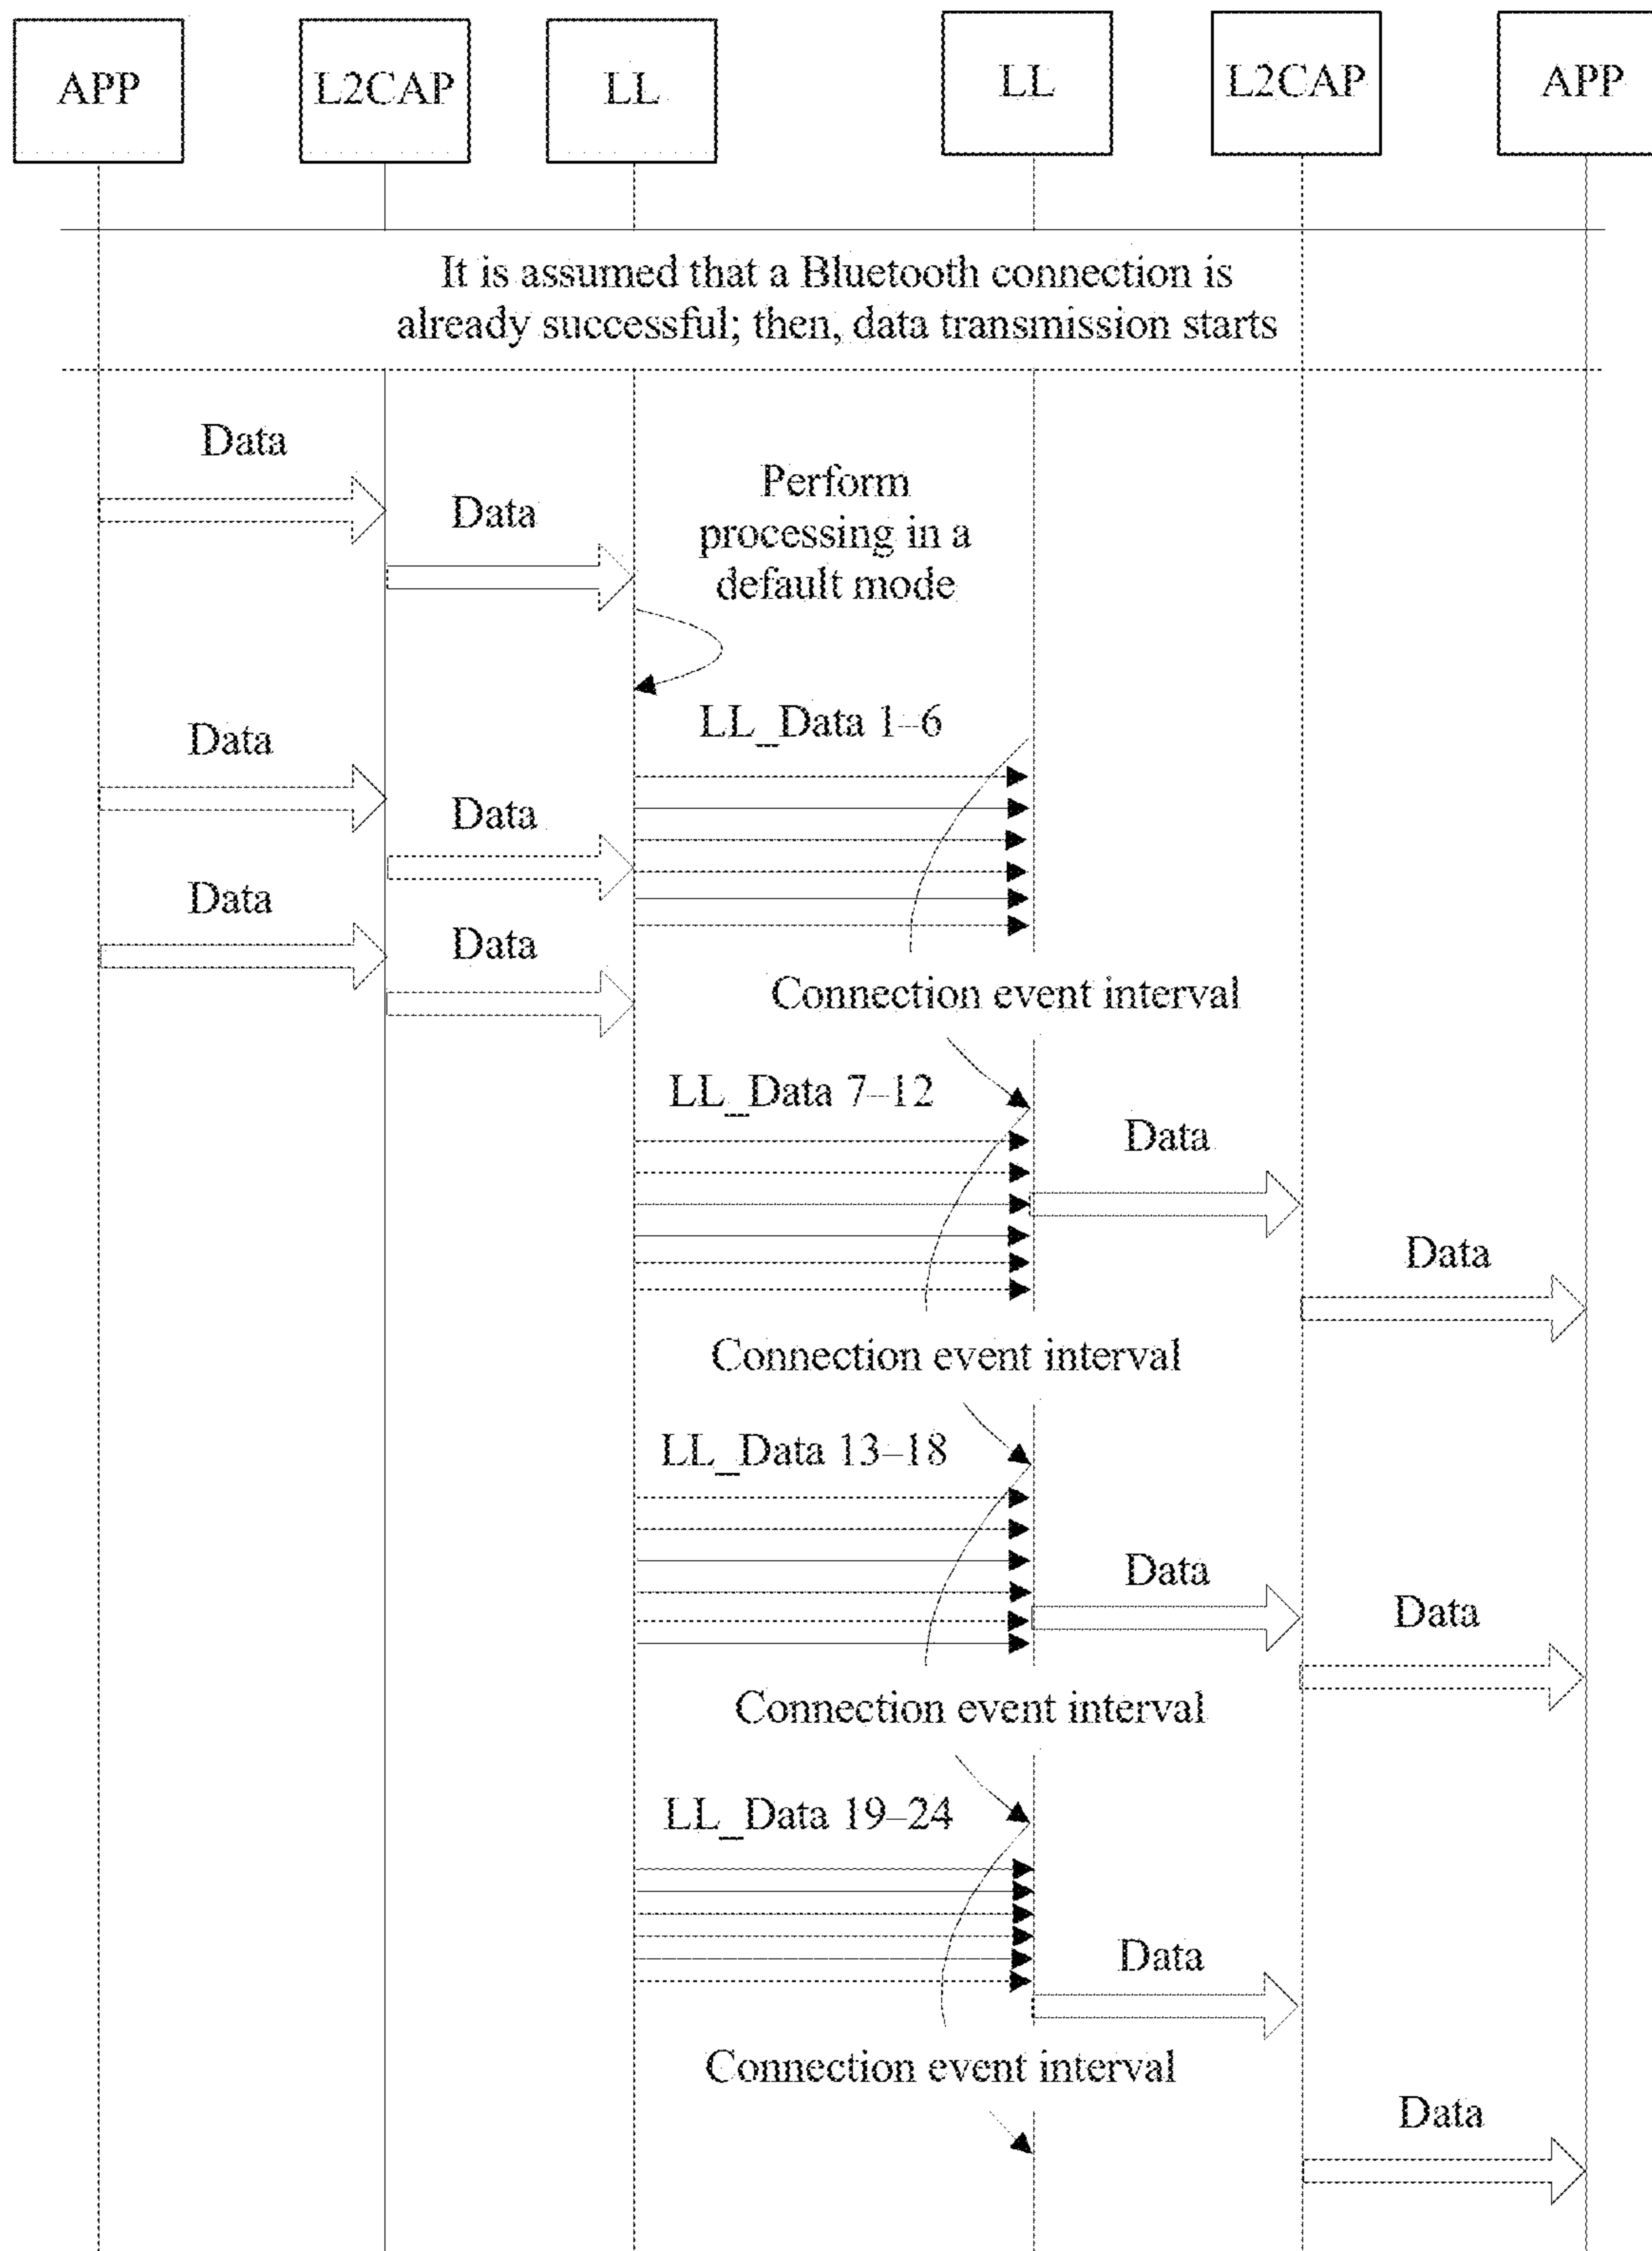 APP
L2CAP
LL
LL
L2CAP
APP
It is assumed that a Bluetooth connection is
already successful; then, data transmission starts
Data
Data
Perform
processing in a
default mode
LL_Data 1–6
Data
Data
Data
Data
Connection event interval
LL_Data 7–12
Data
Data
Connection event interval
LL_Data 13–18
Data
Data
Connection event interval
LL_Data 19–24
Data
Connection event interval
Data